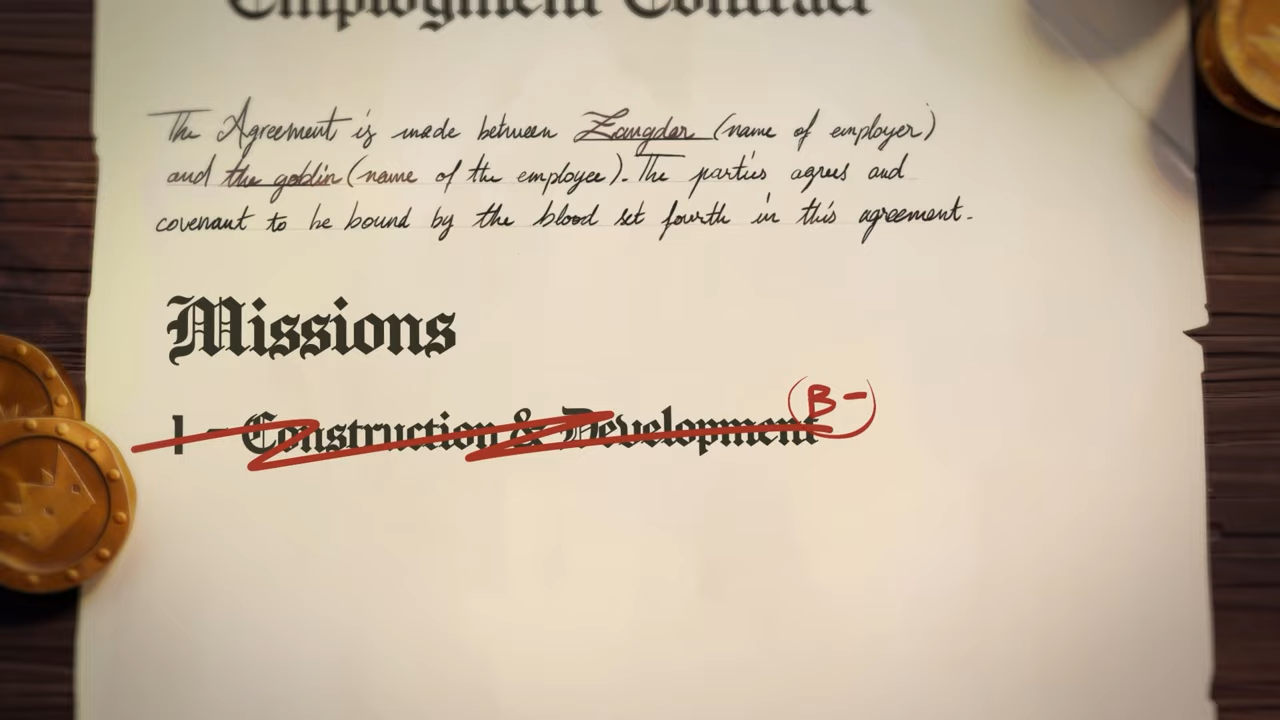 Employment Contract
The Agreement is made between Zangdar (name of employer)
and the goblin (name of the employee). The parties agrees and
covenant to be bound by the blood set fourth in this agreement.
Missions
1 - Construction & Development
B-